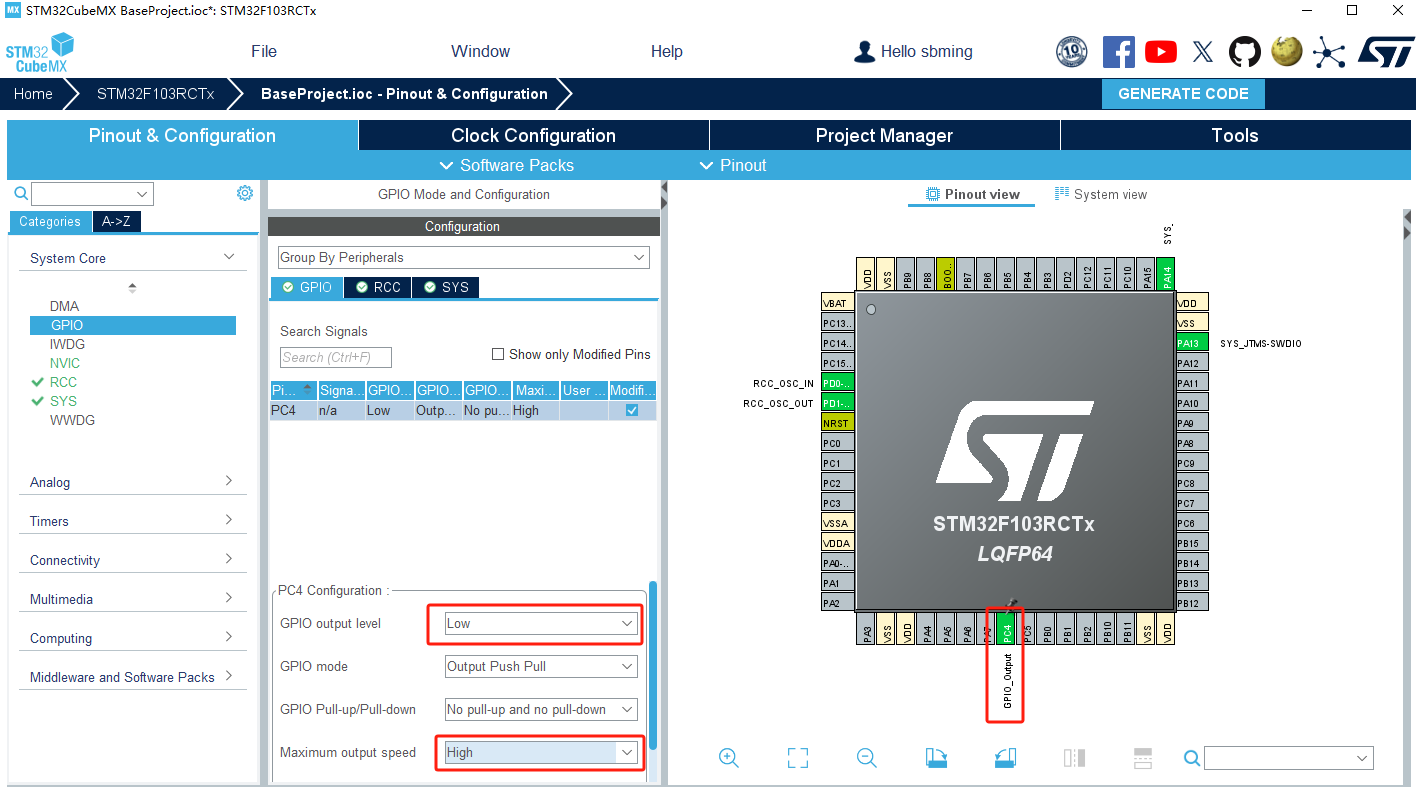 MX STM32CubeMX BaseProject.ioc*: STM32F103RCTx
STM32
CubeMX
File Window Help Hello sbming
10
Home STM32F103RCTx BaseProject.ioc - Pinout & Configuration GENERATE CODE
Pinout & Configuration Clock Configuration Project Manager Tools
Software Packs Pinout
Categories A->Z
System Core
DMA
GPIO
IWDG
NVIC
RCC
SYS
WWDG
Analog
Timers
Connectivity
Multimedia
Computing
Middleware and Software Packs
GPIO Mode and Configuration
Configuration
Group By Peripherals
GPIO RCC SYS
Search Signals
Search (Ctrl+F) Show only Modified Pins
Pi... Signa... GPIO... GPIO... GPIO... Maxi... User ... Modifi...
PC4 n/a Low Outp... No pu... High
PC4 Configuration :
GPIO output level Low
GPIO mode Output Push Pull
GPIO Pull-up/Pull-down No pull-up and no pull-down
Maximum output speed High
Pinout view System view
SYS_
VDD VSS PB9 PB8 BOO.. PB7 PB6 PB5 PB4 PB3 PD2 PC12 PC11 PC10 PA15 PA14
VBAT
PC13..
PC14..
PC15..
RCC_OSC_IN PD0-..
RCC_OSC_OUT PD1-..
NRST
PC0
PC1
PC2
PC3
VSSA
VDDA
PA0-..
PA1
PA2
VDD
VSS
PA13 SYS_JTMS-SWDIO
PA12
PA11
PA10
PA9
PA8
PC9
PC8
PC7
PC6
PB15
PB14
PB13
PB12
ST
STM32F103RCTx
LQFP64
PA3 VSS VDD PA4 PA5 PA6 PA7 PC4 PC5 PB0 PB1 PB2 PB10 PB11 VSS VDD
GPIO_Output